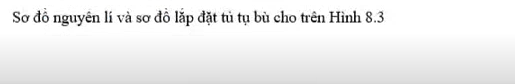 Sơ đồ nguyên lí và sơ đồ lắp đặt tủ tụ bù cho trên Hình 8.3